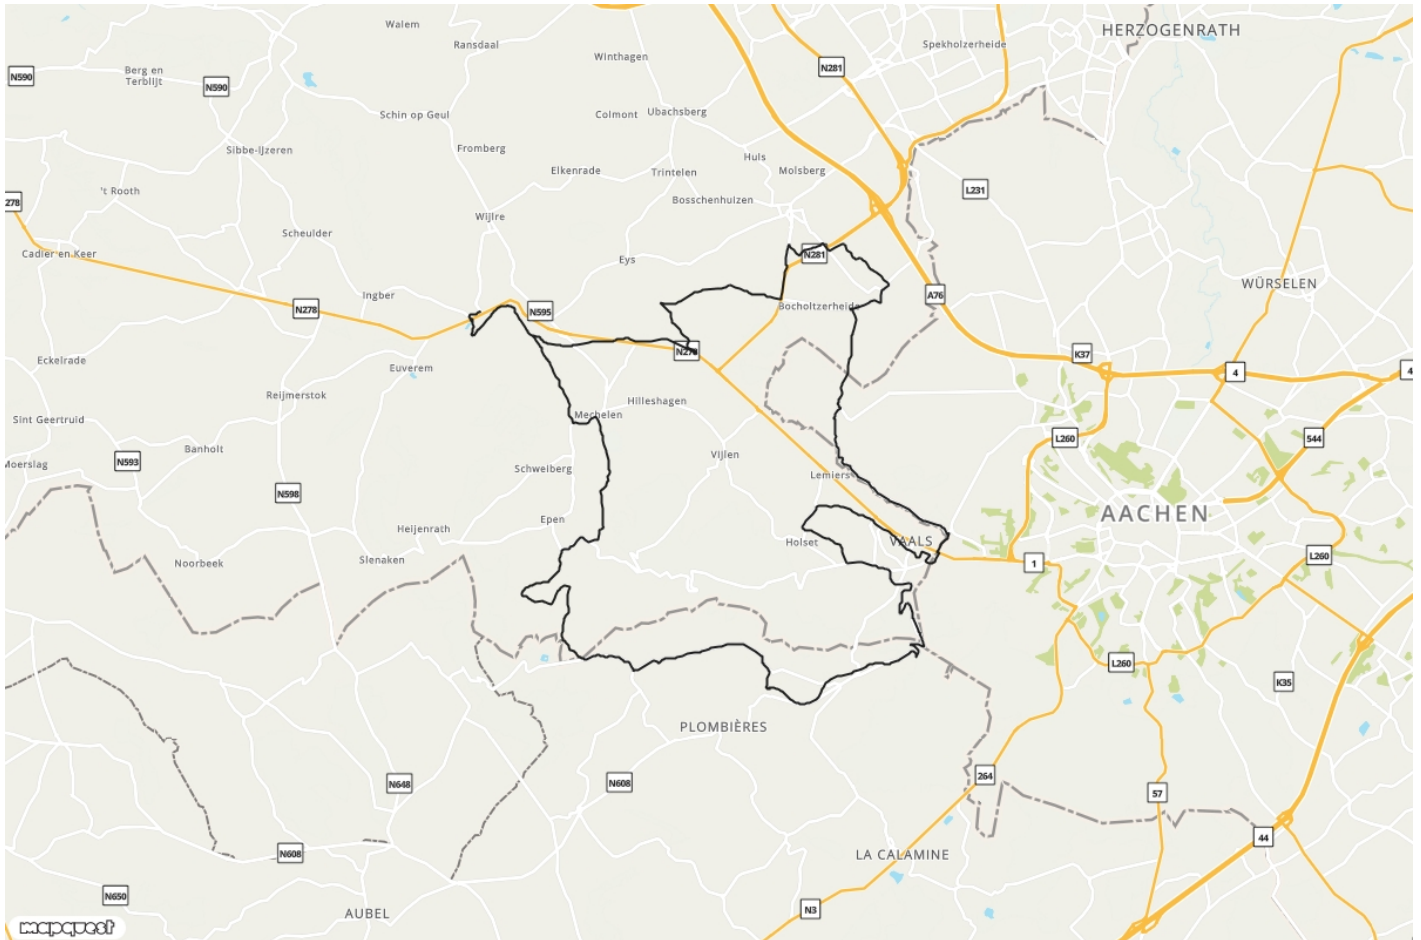 Walem
HERZOGENRATH
Ransdaal
Spekholzerheide
Winthagen
N281
N590
Berg en
Terblijt
N590
Schin op Geul
Colmont
Ubachsberg
Sibbe-IJzeren
Fromberg
Huls
Elkenrade
Trintelen
Molsberg
't Rooth
L231
278
Bosschenhuizen
Wijlre
Scheulder
Cadier en Keer
Eys
N281
WÜRSELEN
Ingber
A76
N278
N595
Bocholtzerheide
Eckelrade
Euverem
N278
K37
4
4
Reijmerstok
Hilleshagen
Mechelen
Sint Geertruid
Banholt
L260
544
Vijlen
Moerslag
N593
Schweiberg
Lemiers
N598
AACHEN
Epen
Heijenrath
Holset
VAALS
Slenaken
Noorbeek
1
L260
L260
K35
PLOMBIÈRES
264
N648
N608
57
44
N608
LA CALAMINE
N650
AUBEL
N3
mapquest